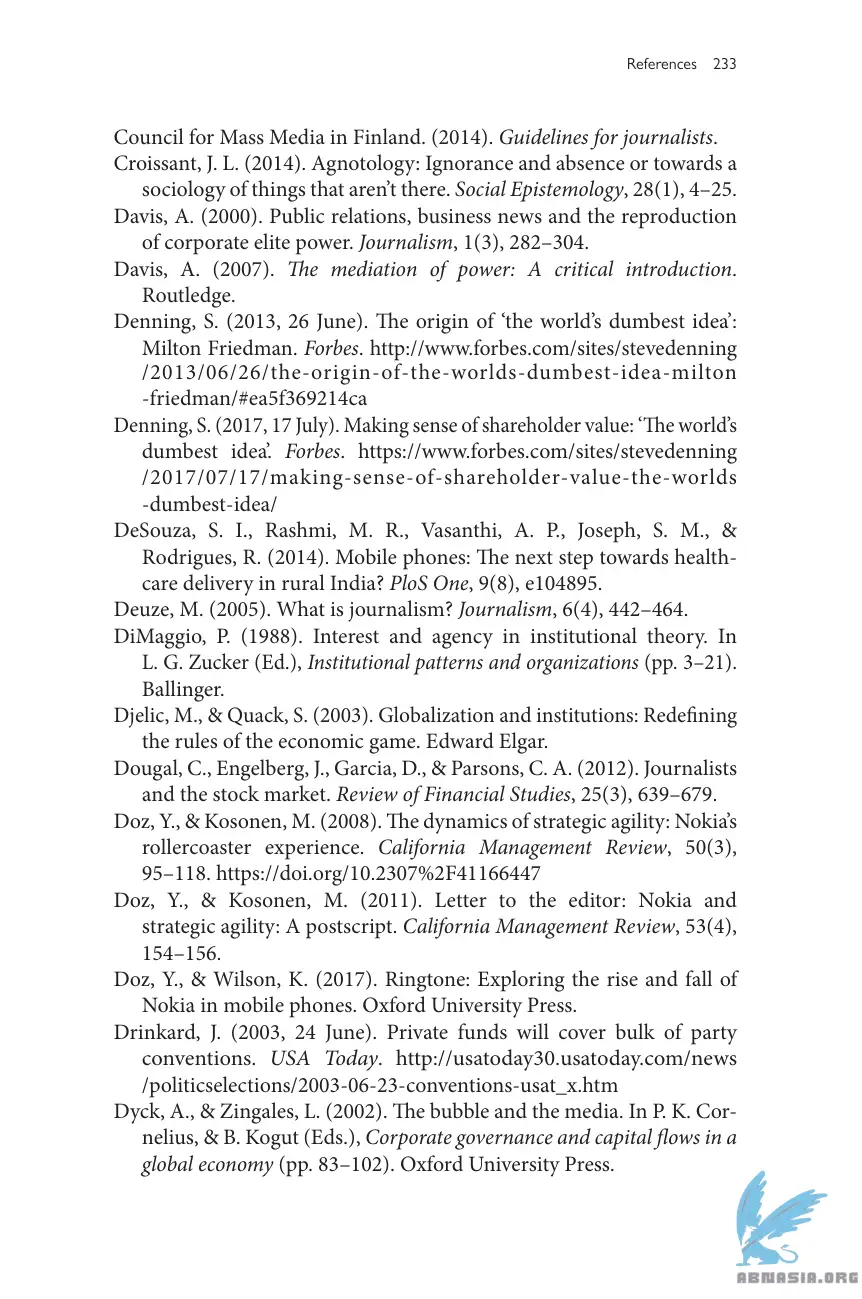 References 233
Council for Mass Media in Finland. (2014). Guidelines for journalists.
Croissant, J. L. (2014). Agnotology: Ignorance and absence or towards a
sociology of things that aren’t there. Social Epistemology, 28(1), 4–25.
Davis, A. (2000). Public relations, business news and the reproduction
of corporate elite power. Journalism, 1(3), 282–304.
Davis, A. (2007). The mediation of power: A critical introduction.
Routledge.
Denning, S. (2013, 26 June). The origin of ‘the world’s dumbest idea’:
Milton Friedman. Forbes. http://www.forbes.com/sites/stevedenning
/2013/06/26/the-origin-of-the-worlds-dumbest-idea-milton
-friedman/#ea5f369214ca
Denning, S. (2017, 17 July). Making sense of shareholder value: ‘The world’s
dumbest idea’. Forbes. https://www.forbes.com/sites/stevedenning
/2017/07/17/making-sense-of-shareholder-value-the-worlds
-dumbest-idea/
DeSouza, S. I., Rashmi, M. R., Vasanthi, A. P., Joseph, S. M., &
Rodrigues, R. (2014). Mobile phones: The next step towards health-
care delivery in rural India? PloS One, 9(8), e104895.
Deuze, M. (2005). What is journalism? Journalism, 6(4), 442–464.
DiMaggio, P. (1988). Interest and agency in institutional theory. In
L. G. Zucker (Ed.), Institutional patterns and organizations (pp. 3–21).
Ballinger.
Djelic, M., & Quack, S. (2003). Globalization and institutions: Redefining
the rules of the economic game. Edward Elgar.
Dougal, C., Engelberg, J., Garcia, D., & Parsons, C. A. (2012). Journalists
and the stock market. Review of Financial Studies, 25(3), 639–679.
Doz, Y., & Kosonen, M. (2008). The dynamics of strategic agility: Nokia’s
rollercoaster experience. California Management Review, 50(3),
95–118. https://doi.org/10.2307%2F41166447
Doz, Y., & Kosonen, M. (2011). Letter to the editor: Nokia and
strategic agility: A postscript. California Management Review, 53(4),
154–156.
Doz, Y., & Wilson, K. (2017). Ringtone: Exploring the rise and fall of
Nokia in mobile phones. Oxford University Press.
Drinkard, J. (2003, 24 June). Private funds will cover bulk of party
conventions. USA Today. http://usatoday30.usatoday.com/news
/politicselections/2003-06-23-conventions-usat_x.htm
Dyck, A., & Zingales, L. (2002). The bubble and the media. In P. K. Cor-
nelius, & B. Kogut (Eds.), Corporate governance and capital flows in a
global economy (pp. 83–102). Oxford University Press.
ABNASIA.ORG